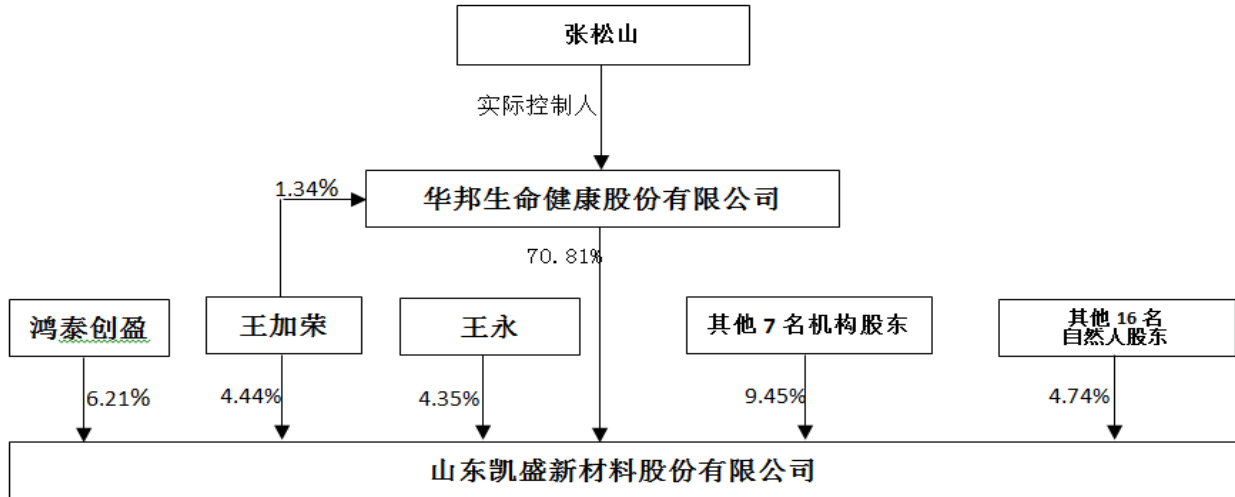 张松山
实际控制人
1.34%
华邦生命健康股份有限公司
70.81%
鸿泰创盈
王加荣
王永
其他 7 名机构股东
其他 16 名
自然人股东
6.21%
4.44%
4.35%
9.45%
4.74%
山东凯盛新材料股份有限公司